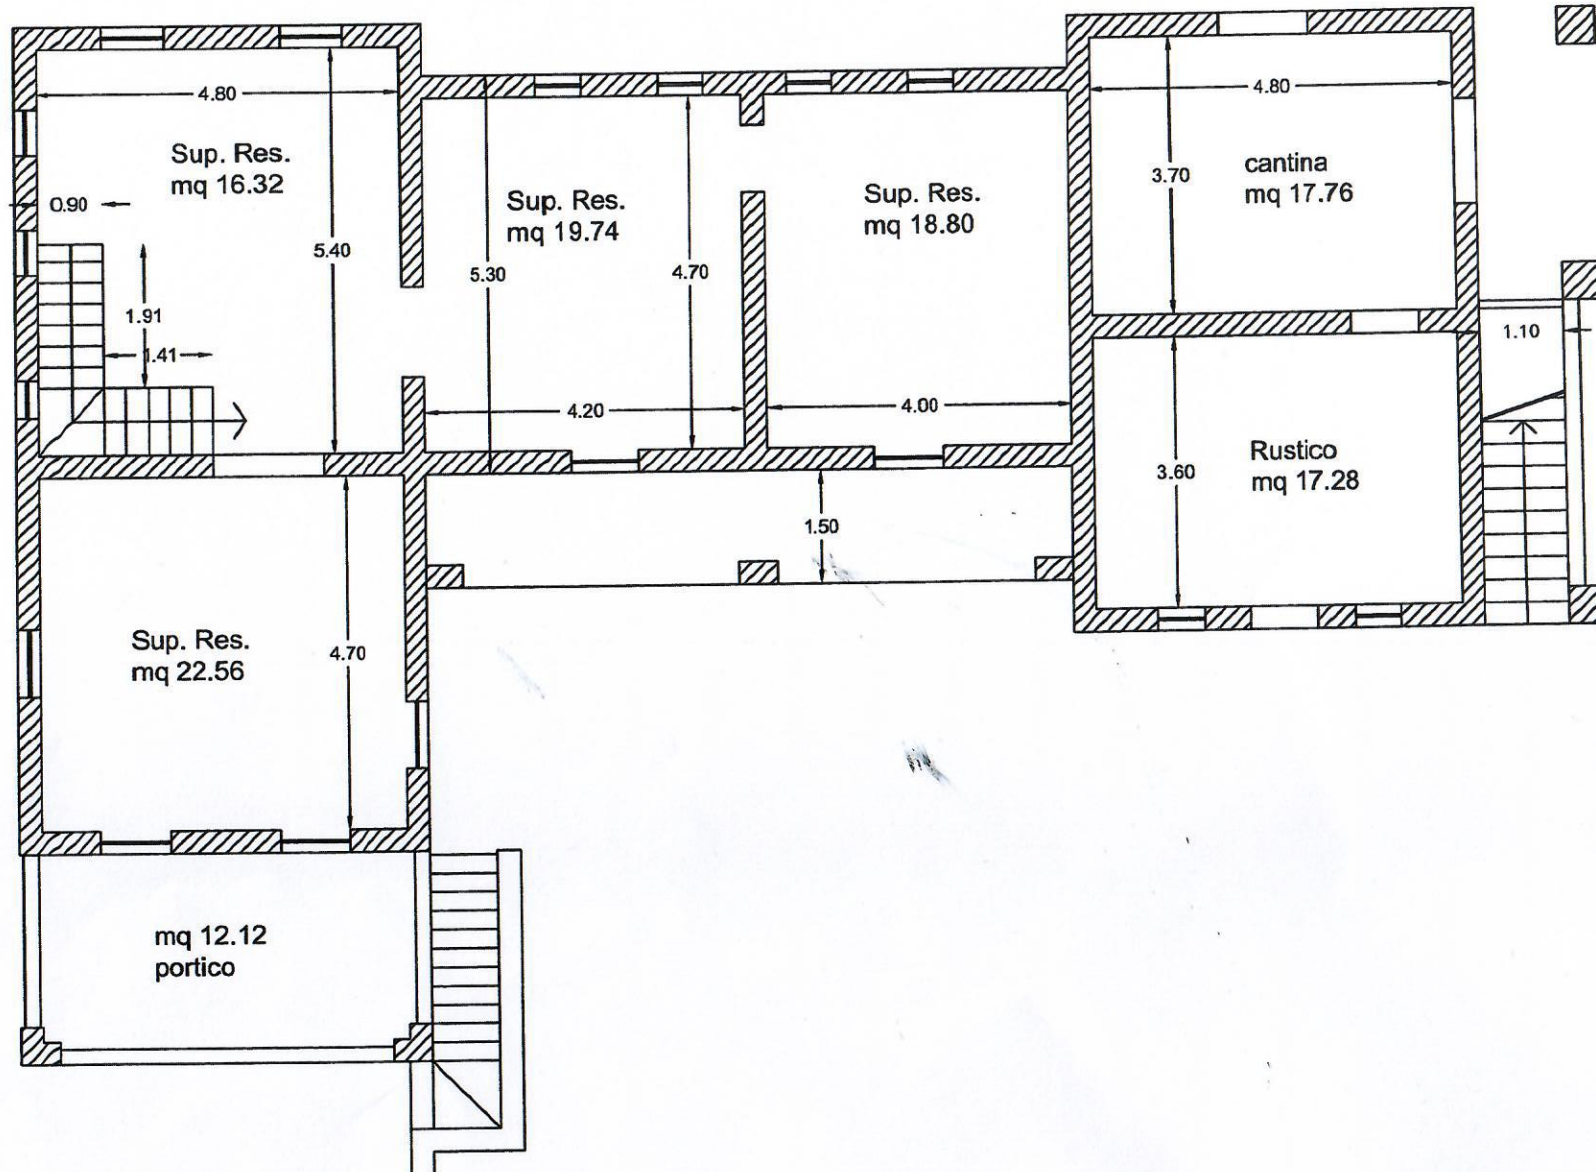 4.80
Sup. Res.
mq 16.32
0.90
5.40
1.91
1.41
Sup. Res.
mq 19.74
5.30
4.70
4.20
Sup. Res.
mq 18.80
4.00
4.80
3.70
cantina
mq 17.76
1.10
3.60
Rustico
mq 17.28
1.50
Sup. Res.
mq 22.56
4.70
mq 12.12
portico